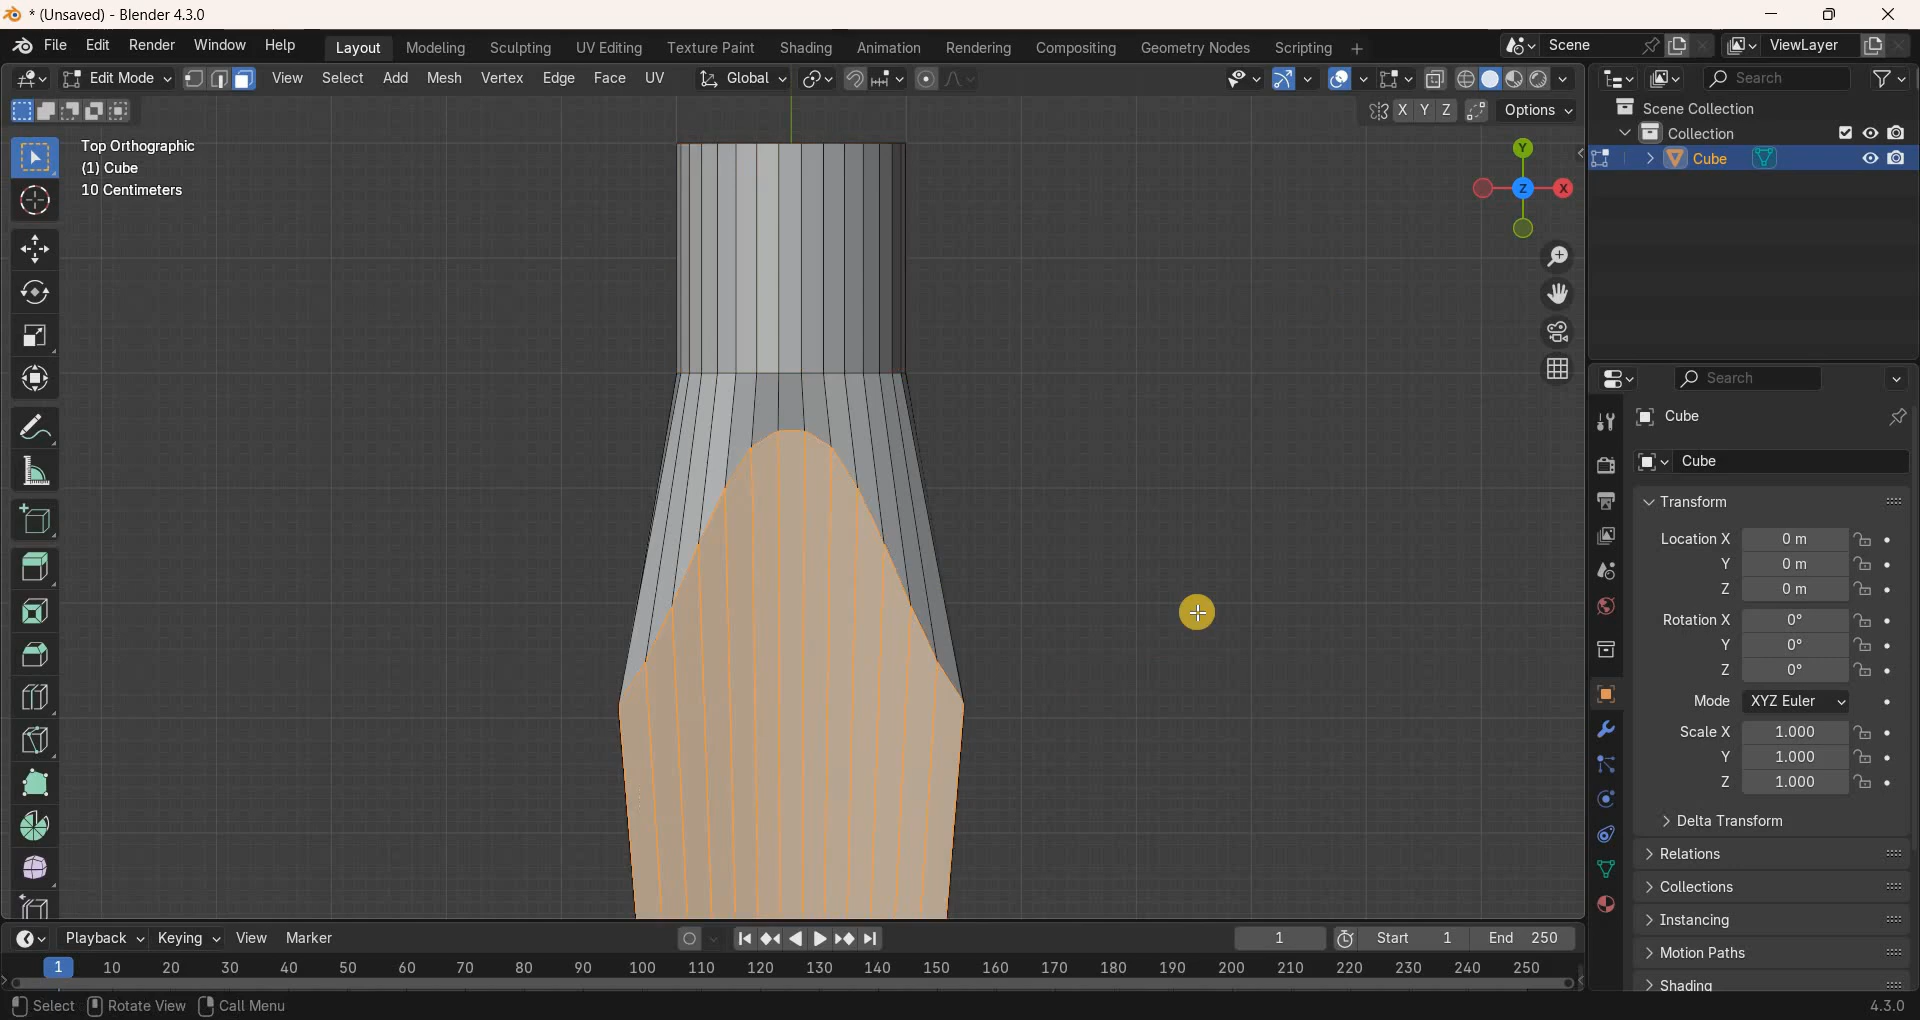 * (Unsaved) - Blender 4.3.0
File Edit Render Window Help
Layout Modeling Sculpting UV Editing Texture Paint Shading Animation Rendering Compositing Geometry Nodes Scripting +
Scene
ViewLayer
Edit Mode View Select Add Mesh Vertex Edge Face UV Global
Search
X Y Z Options
Scene Collection
Collection
Cube
Top Orthographic
(1) Cube
10 Centimeters
Y
Z
X
Search
Cube
Cube
Transform
Location X 0 m
Y 0 m
Z 0 m
Rotation X 0°
Y 0°
Z 0°
Mode XYZ Euler
Scale X 1.000
Y 1.000
Z 1.000
Delta Transform
Relations
Collections
Instancing
Motion Paths
Shading
Playback Keying View Marker
1 Start 1 End 250
1 10 20 30 40 50 60 70 80 90 100 110 120 130 140 150 160 170 180 190 200 210 220 230 240 250
Select Rotate View Call Menu
4.3.0